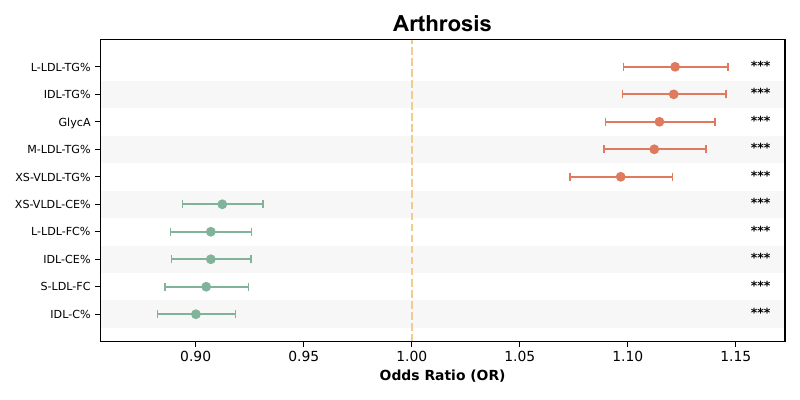 Arthrosis
L-LDL-TG% ***
IDL-TG% ***
GlycA ***
M-LDL-TG% ***
XS-VLDL-TG% ***
XS-VLDL-CE% ***
L-LDL-FC% ***
IDL-CE% ***
S-LDL-FC ***
IDL-C% ***
0.90 0.95 1.00 1.05 1.10 1.15
Odds Ratio (OR)